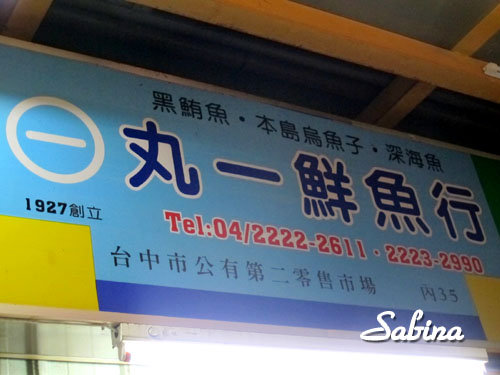 黑鮪魚・本島烏魚子・深海魚
一
丸一鮮魚行
1927創立
Tel:04/2222-2611・2223-2990
台中市公有第二零售市場 內35
Sabina